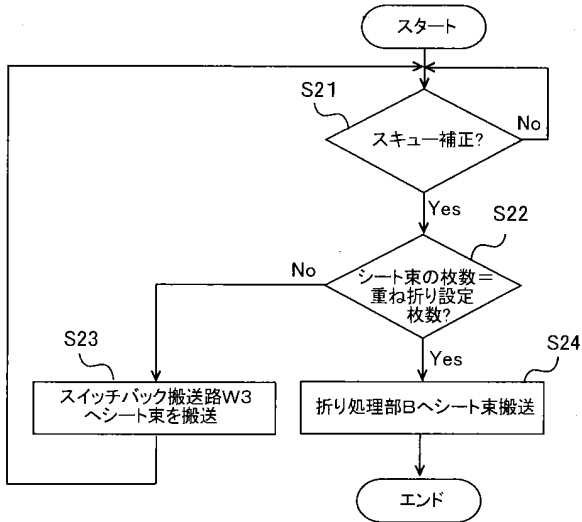 スタート
S21
スキュー補正?
No
Yes
S22
シート束の枚数＝
重ね折り設定
枚数?
No
Yes
S23
スイッチバック搬送路W3
へシート束を搬送
S24
折り処理部Bへシート束搬送
エンド